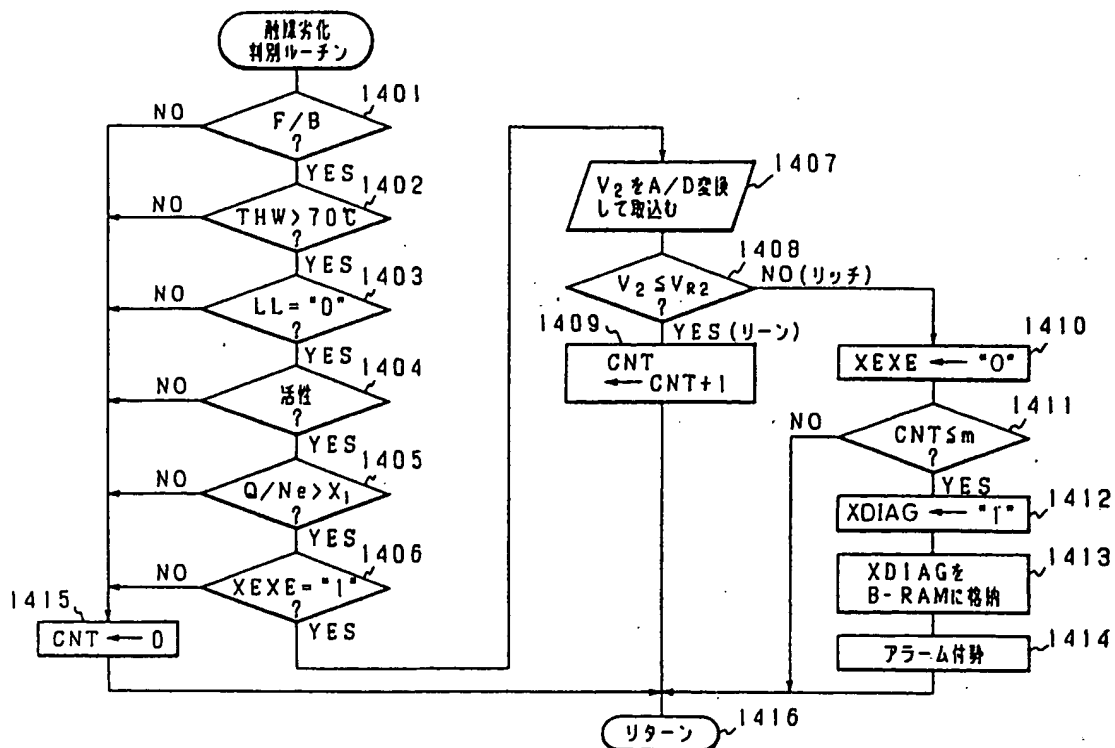 触媒劣化
判別ルーチン
1401
NO
F/B
?
YES
1402
NO
THW>70℃
?
YES
1403
NO
LL="0"
?
YES
1404
NO
活性
?
YES
1405
NO
Q/Ne>X₁
?
YES
1406
NO
XEXE="1"
?
YES
1415
CNT ← 0
1407
V₂をA/D変換
して取込む
1408
V₂≦V_R2
?
NO(リッチ)
YES(リーン)
1409
CNT
← CNT+1
1410
XEXE ← "0"
1411
NO
CNT≦m
?
YES
1412
XDIAG ← "1"
1413
XDIAGを
B-RAMに格納
1414
アラーム付勢
リターン
1416